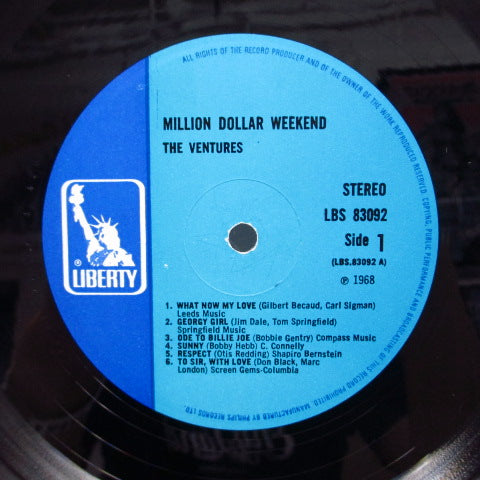 ALL RIGHTS OF THE RECORD PRODUCER AND OF THE OWNER OF THE WORK REPRODUCED RESERVED. COPYING, PUBLIC PERFORMANCE AND BROADCASTING OF THIS RECORD PROHIBITED. MANUFACTURED BY PHILIPS RECORDS LTD.
MILLION DOLLAR WEEKEND
THE VENTURES
STEREO
LBS 83092
Side 1
(LBS.83092 A)
℗ 1968
®
LIBERTY
1. WHAT NOW MY LOVE (Gilbert Becaud, Carl Sigman)
Leeds Music
2. GEORGY GIRL (Jim Dale, Tom Springfield)
Springfield Music
3. ODE TO BILLIE JOE (Bobbie Gentry) Compass Music
4. SUNNY (Bobby Hebb) C. Connelly
5. RESPECT (Otis Redding) Shapiro Bernstein
6. TO SIR, WITH LOVE (Don Black, Marc
London) Screen Gems-Columbia